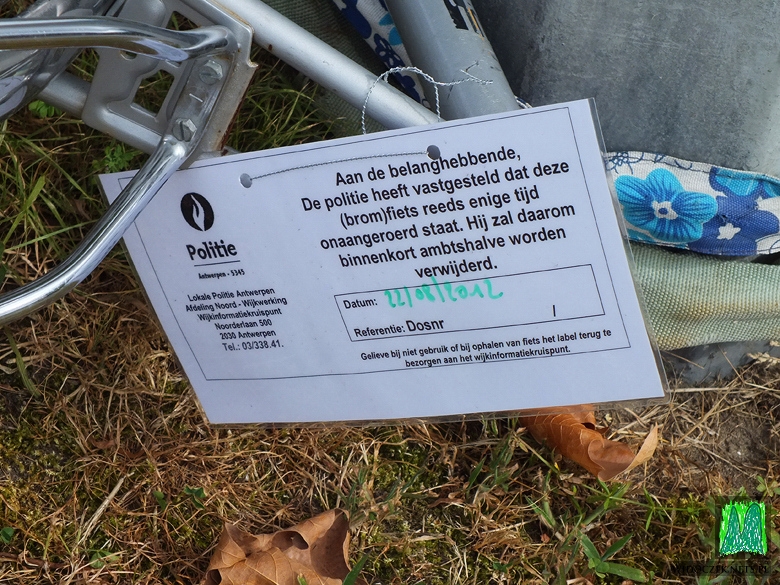 Aan de belanghebbende,
De politie heeft vastgesteld dat deze
(brom)fiets reeds enige tijd
onaangeroerd staat. Hij zal daarom
binnenkort ambtshalve worden
verwijderd.
Politie
Antwerpen - 5345
Lokale Politie Antwerpen
Afdeling Noord - Wijkwerking
Wijkinformatiekruispunt
Noorderlaan 500
2030 Antwerpen
Tel.: 03/338.41.
Datum: 22/08/2012
Referentie: Dosnr /
Gelieve bij niet gebruik of bij ophalen van fiets het label terug te
bezorgen aan het wijkinformatiekruispunt.